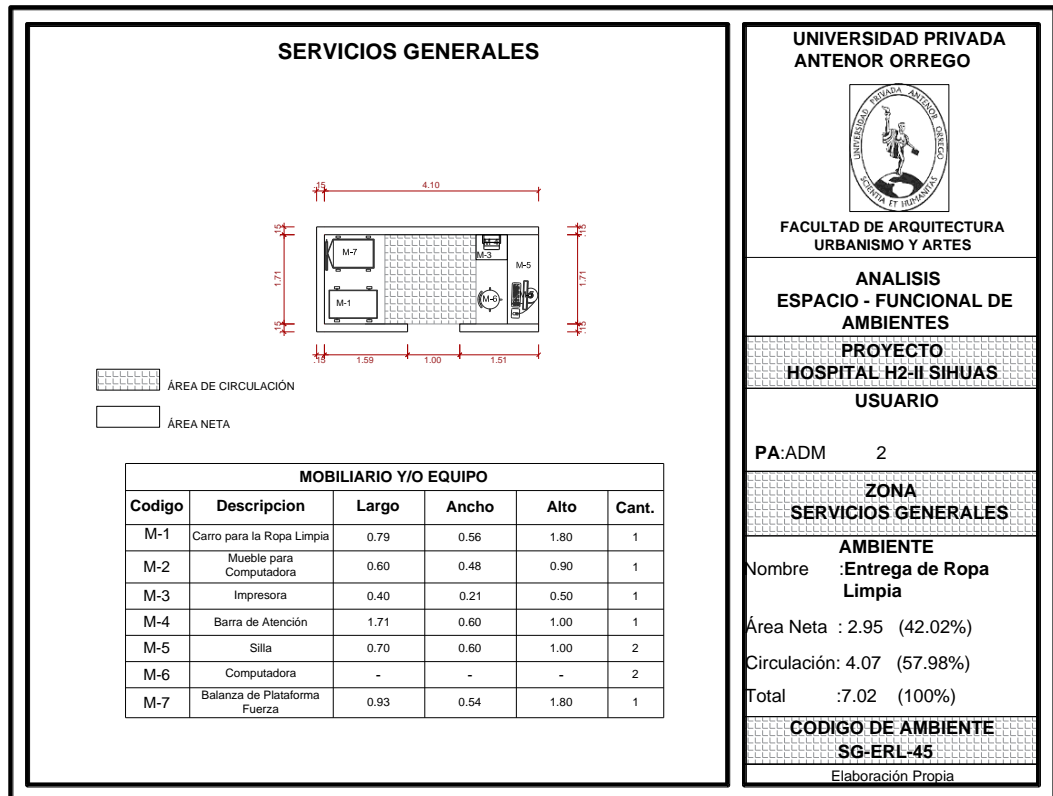 SERVICIOS GENERALES
.15
4.10
.15
.15
1.71
1.71
.15
.15
M-7
M-4
M-3
M-5
M-1
M-6
.15
1.59
1.00
1.51
ÁREA DE CIRCULACIÓN
ÁREA NETA
MOBILIARIO Y/O EQUIPO
Codigo Descripcion Largo Ancho Alto Cant.
M-1 Carro para la Ropa Limpia 0.79 0.56 1.80 1
M-2 Mueble para Computadora 0.60 0.48 0.90 1
M-3 Impresora 0.40 0.21 0.50 1
M-4 Barra de Atención 1.71 0.60 1.00 1
M-5 Silla 0.70 0.60 1.00 2
M-6 Computadora - - - 2
M-7 Balanza de Plataforma Fuerza 0.93 0.54 1.80 1
UNIVERSIDAD PRIVADA
ANTENOR ORREGO
UNIVERSIDAD PRIVADA ANTENOR ORREGO
SCIENTIA ET HUMANITAS
FACULTAD DE ARQUITECTURA
URBANISMO Y ARTES
ANALISIS
ESPACIO - FUNCIONAL DE
AMBIENTES
PROYECTO
HOSPITAL H2-II SIHUAS
USUARIO
PA:ADM 2
ZONA
SERVICIOS GENERALES
AMBIENTE
Nombre :Entrega de Ropa
Limpia
Área Neta : 2.95 (42.02%)
Circulación: 4.07 (57.98%)
Total :7.02 (100%)
CODIGO DE AMBIENTE
SG-ERL-45
Elaboración Propia